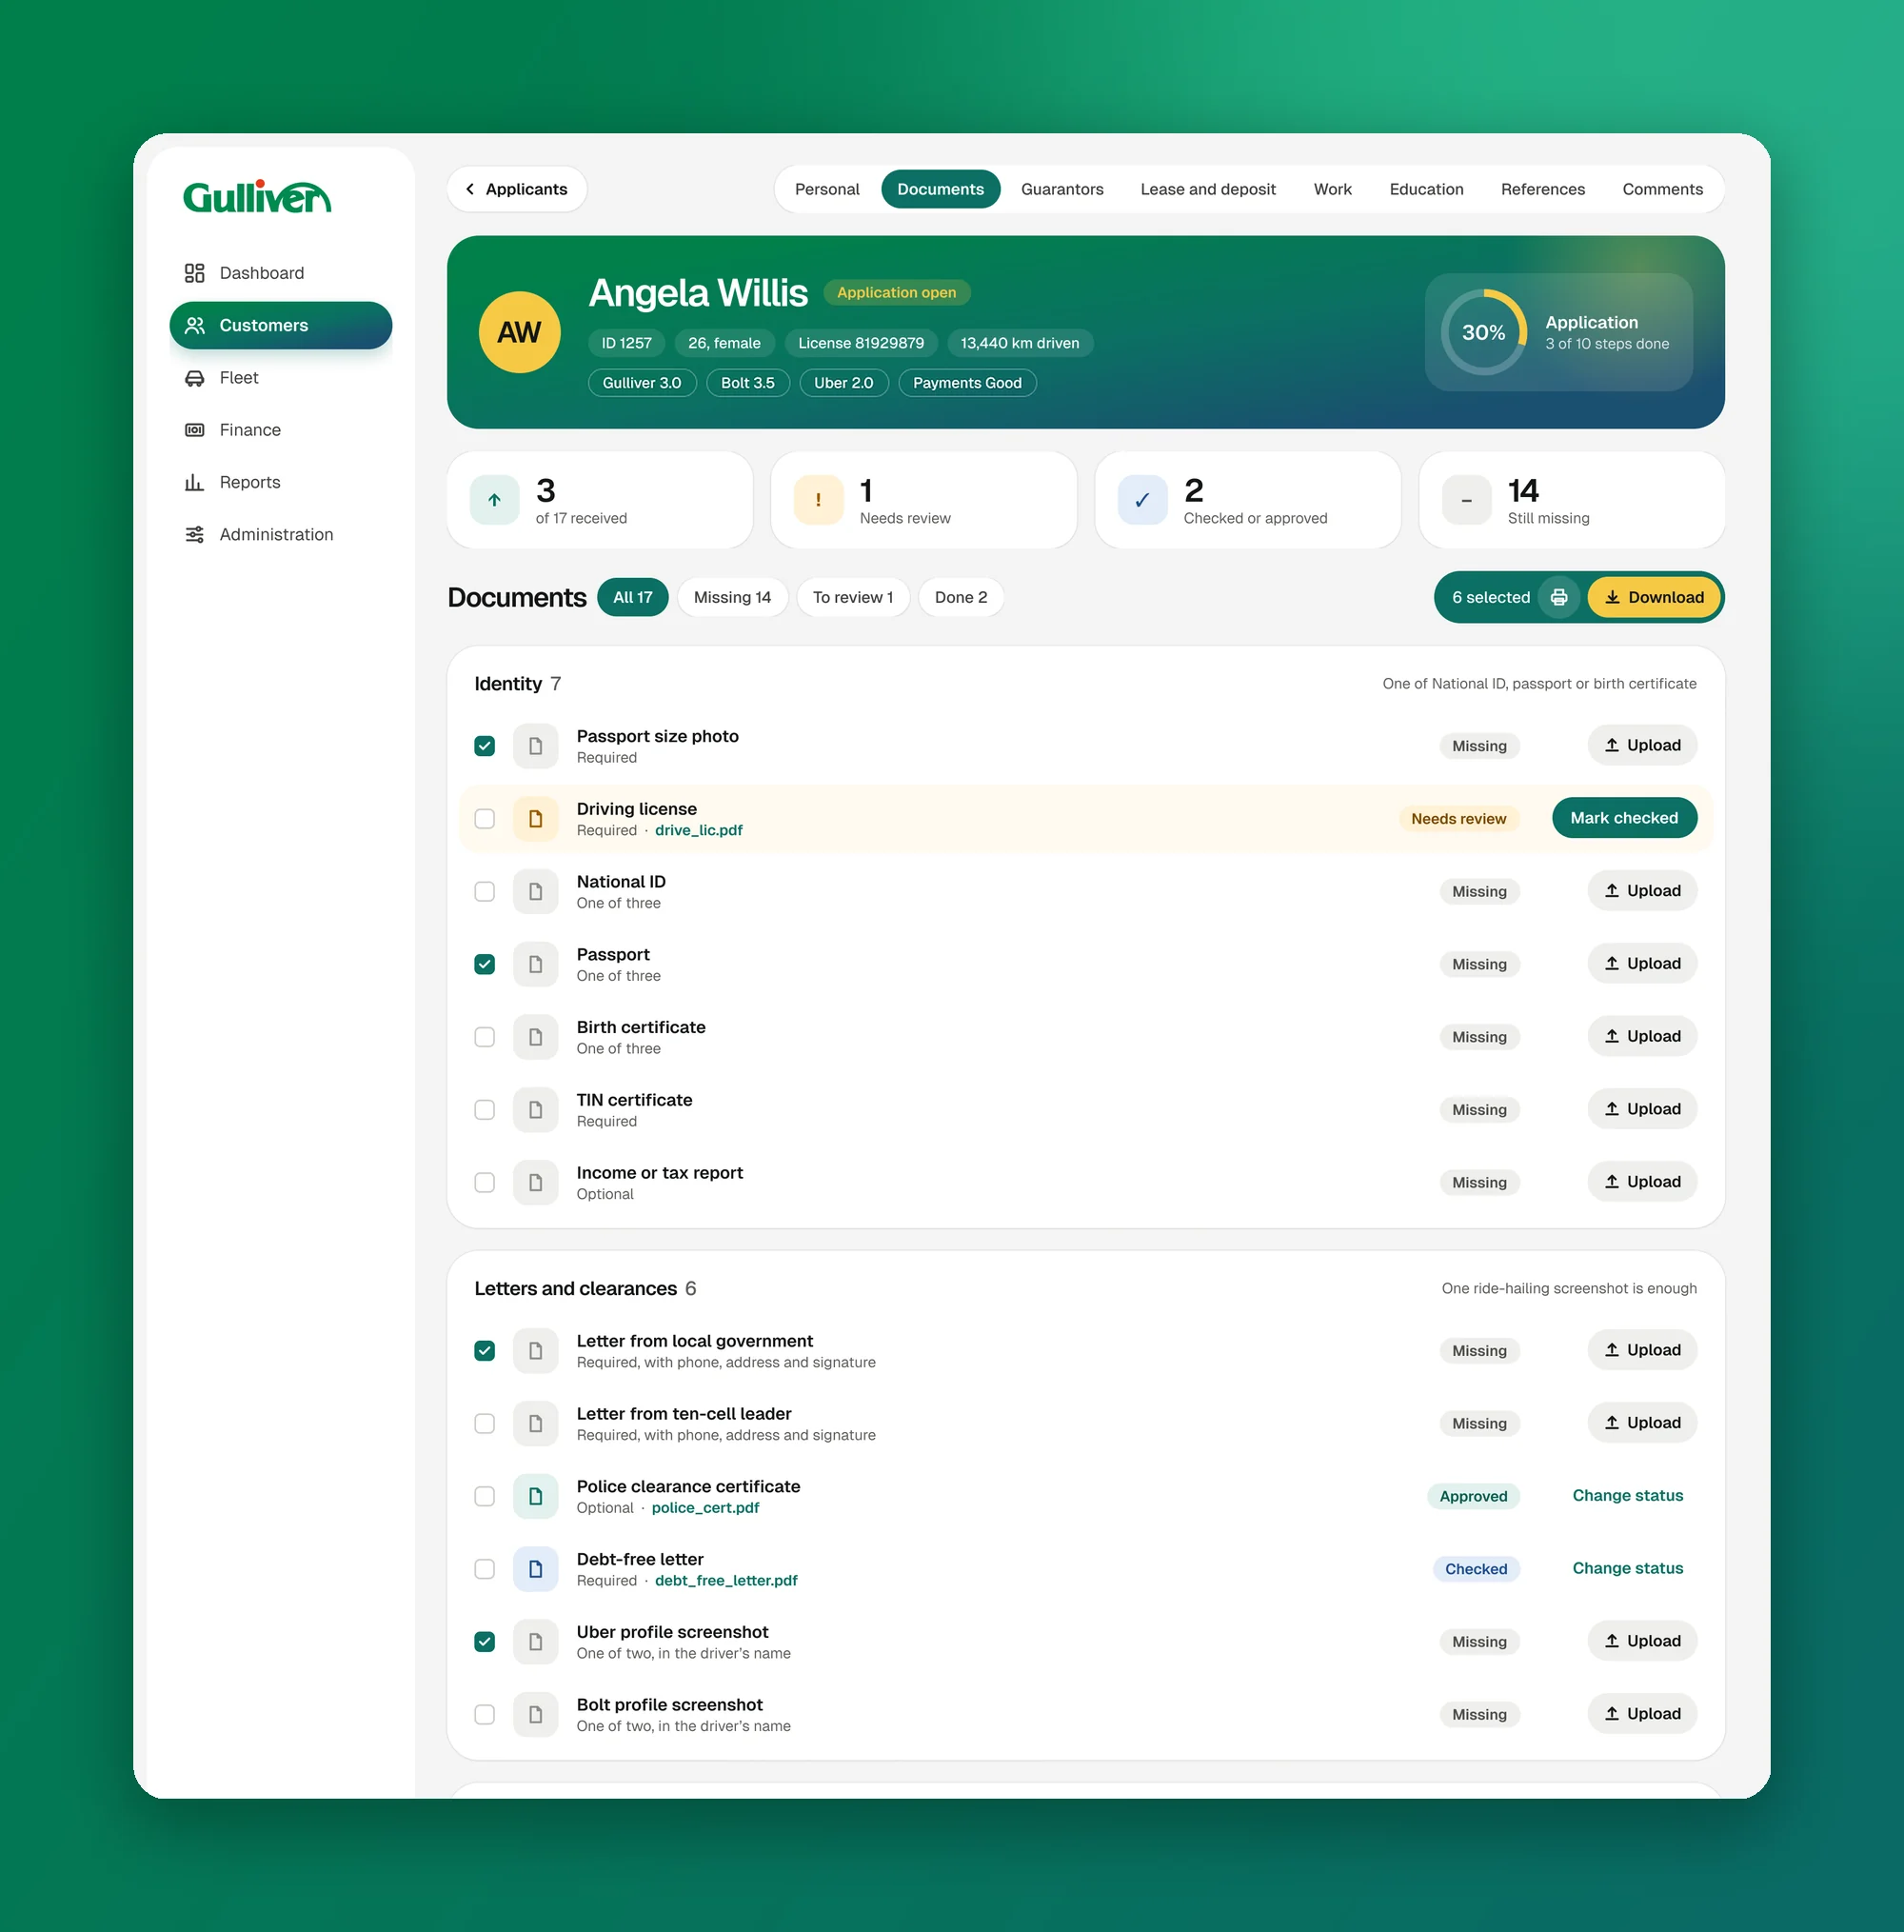 Gulliver
Dashboard
Customers
Fleet
Finance
Reports
Administration
Applicants
Personal Documents Guarantors Lease and deposit Work Education References Comments
AW
Angela Willis Application open
ID 1257 26, female License 81929879 13,440 km driven
Gulliver 3.0 Bolt 3.5 Uber 2.0 Payments Good
30%
Application
3 of 10 steps done
3
of 17 received
!
1
Needs review
✓
2
Checked or approved
–
14
Still missing
Documents All 17 Missing 14 To review 1 Done 2
6 selected Download
Identity 7 One of National ID, passport or birth certificate
Passport size photo
Required
Missing Upload
Driving license
Required · drive_lic.pdf
Needs review Mark checked
National ID
One of three
Missing Upload
Passport
One of three
Missing Upload
Birth certificate
One of three
Missing Upload
TIN certificate
Required
Missing Upload
Income or tax report
Optional
Missing Upload
Letters and clearances 6 One ride-hailing screenshot is enough
Letter from local government
Required, with phone, address and signature
Missing Upload
Letter from ten-cell leader
Required, with phone, address and signature
Missing Upload
Police clearance certificate
Optional · police_cert.pdf
Approved Change status
Debt-free letter
Required · debt_free_letter.pdf
Checked Change status
Uber profile screenshot
One of two, in the driver’s name
Missing Upload
Bolt profile screenshot
One of two, in the driver’s name
Missing Upload